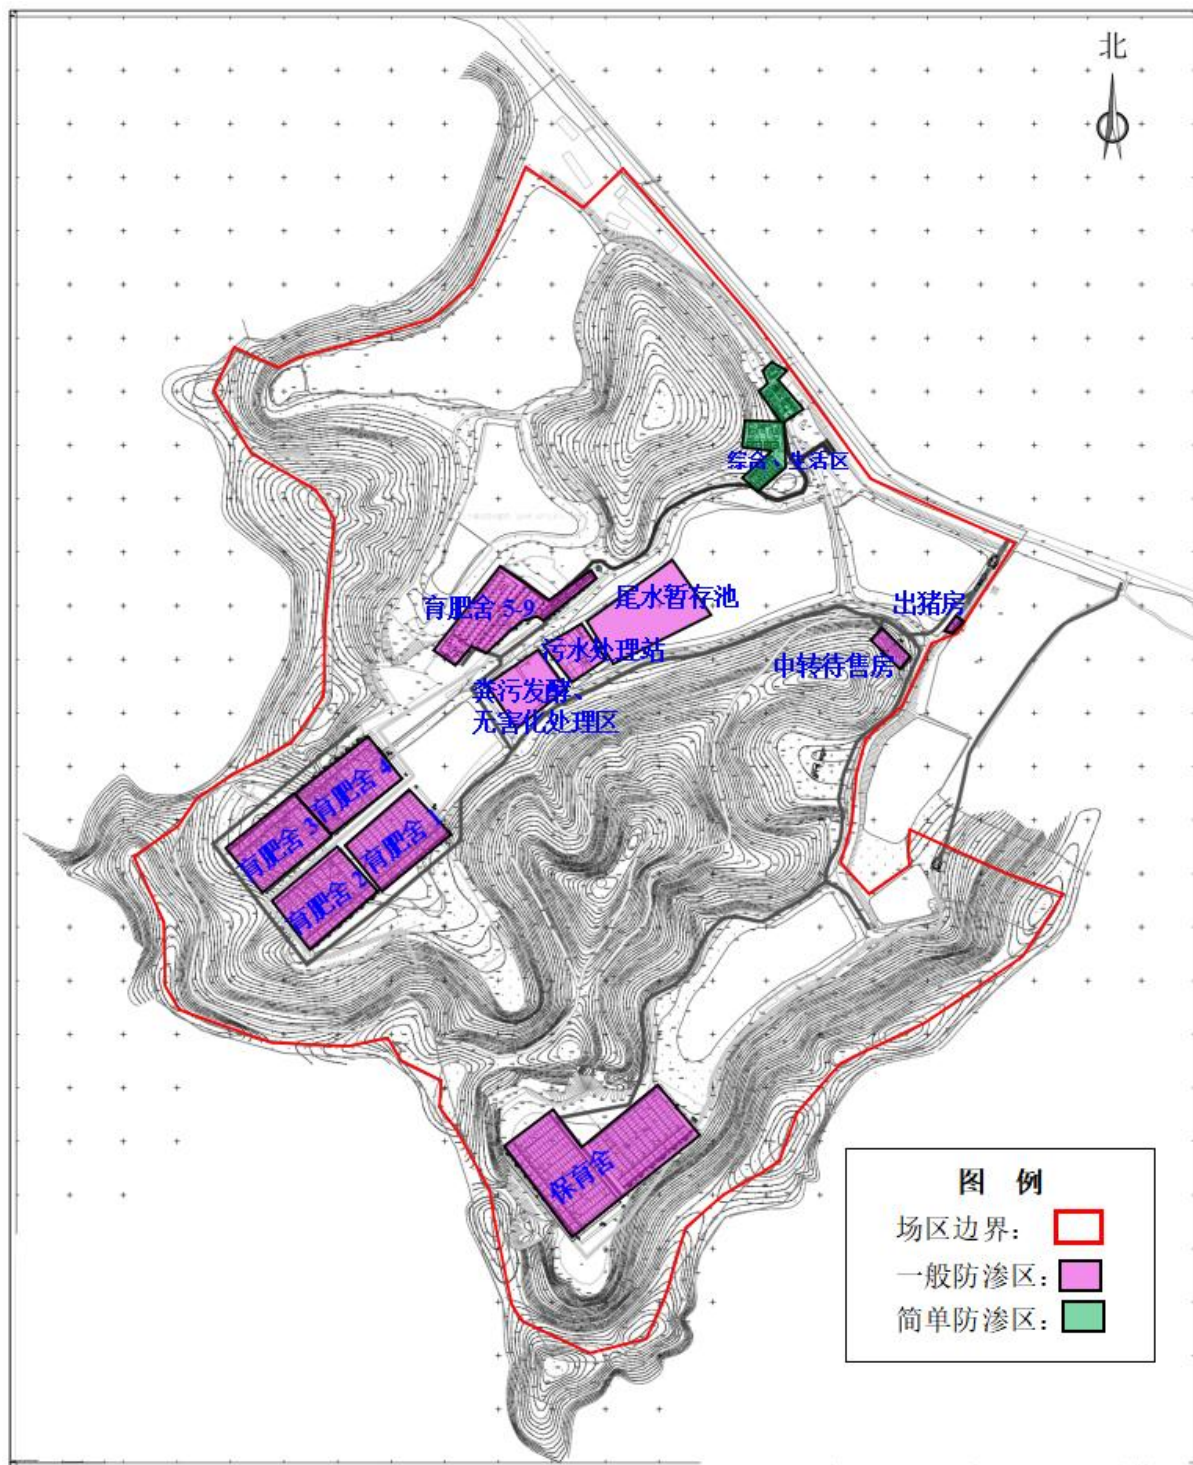 北
综合、生活区
育肥舍 5-9
尾水暂存池
出猪房
污水处理站
中转待售房
粪污发酵、
无害化处理区
育肥舍 4
育肥舍 3
育肥舍 1
育肥舍 2
保育舍
图 例
场区边界：
一般防渗区：
简单防渗区：